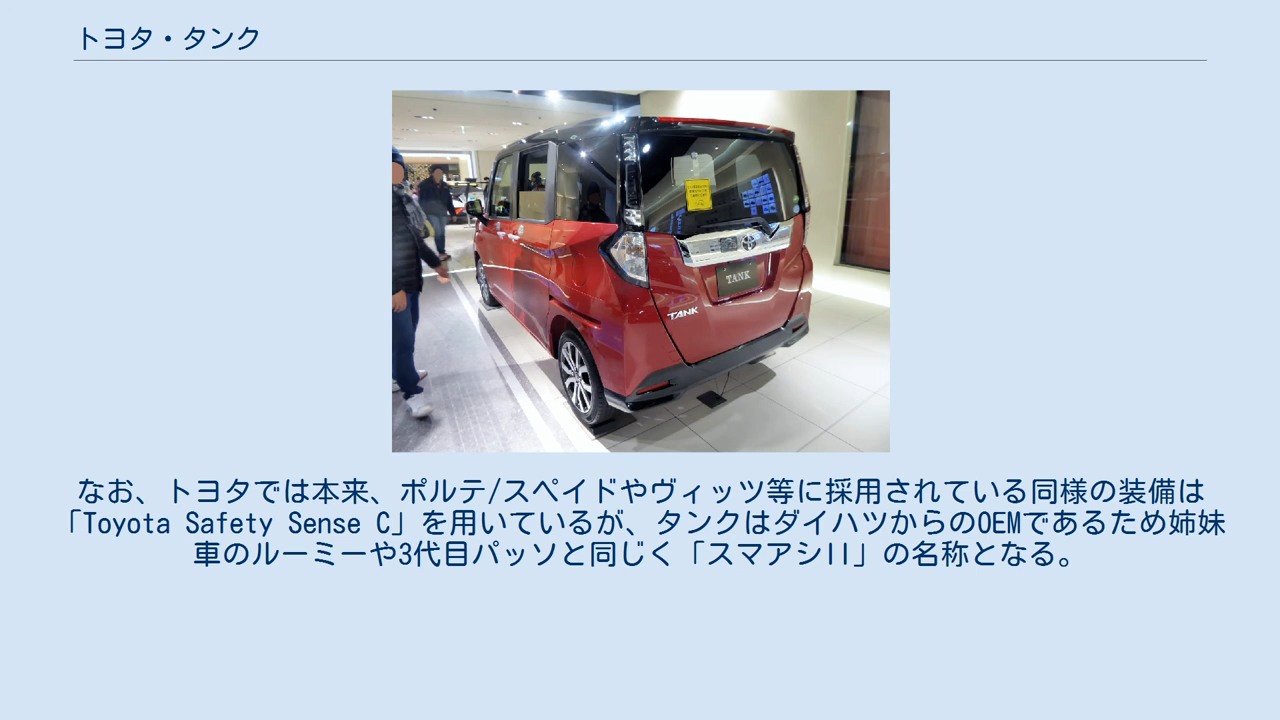 トヨタ・タンク
TANK
TANK
なお、トヨタでは本来、ポルテ/スペイドやヴィッツ等に採用されている同様の装備は
「Toyota Safety Sense C」を用いているが、タンクはダイハツからのOEMであるため姉妹
車のルーミーや3代目パッソと同じく「スマアシII」の名称となる。